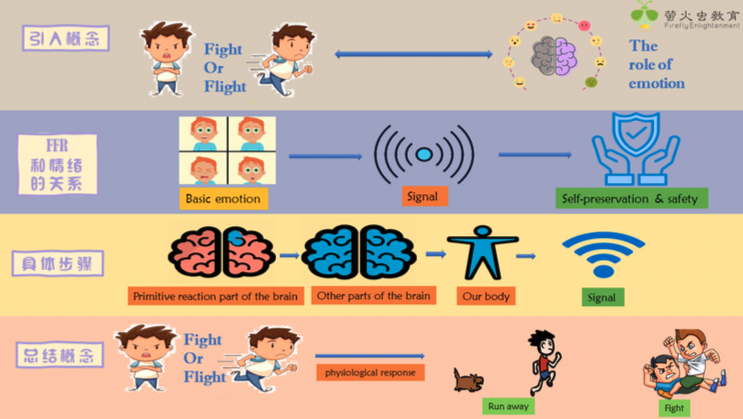 引入概念
Fight
Or
Flight
The
role of
emotion
萤火虫教育
FireflyEnlightenment
FFR
和情绪
的关系
Basic emotion
Signal
Self-preservation & safety
具体步骤
Primitive reaction part of the brain
Other parts of the brain
Our body
Signal
总结概念
Fight
Or
Flight
physiological response
Run away
Fight